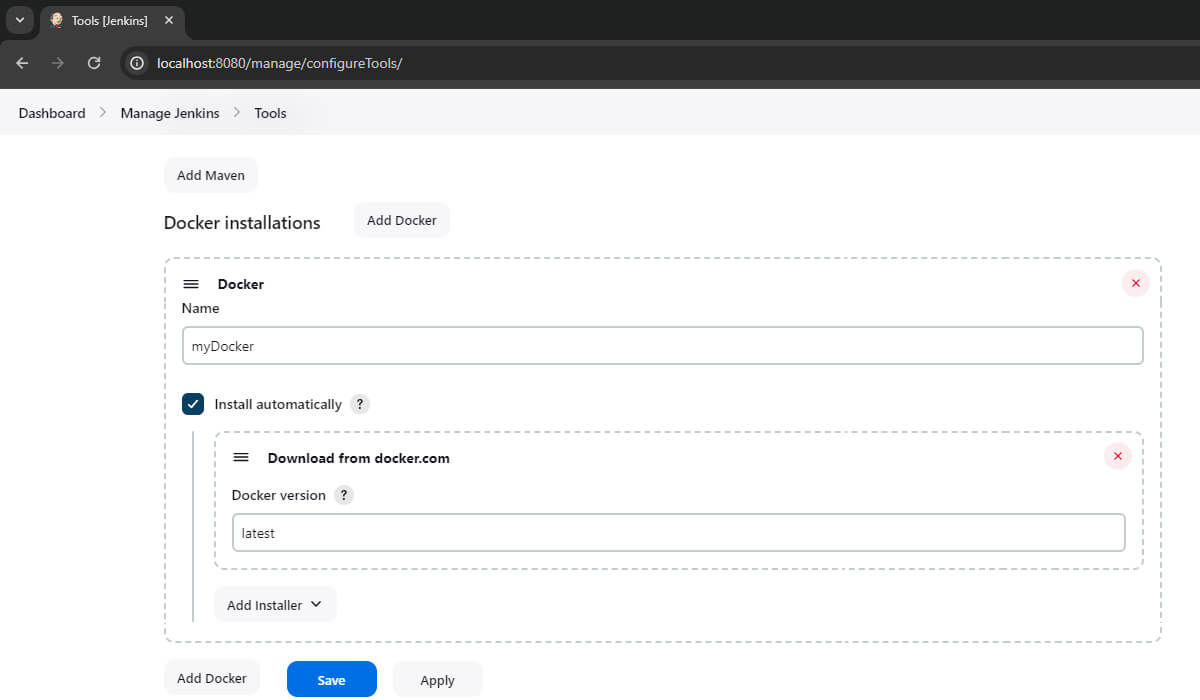 Tools [Jenkins]
localhost:8080/manage/configureTools/
Dashboard Manage Jenkins Tools
Add Maven
Docker installations Add Docker
Docker
Name
myDocker
Install automatically ?
Download from docker.com
Docker version ?
latest
Add Installer
Add Docker Save Apply